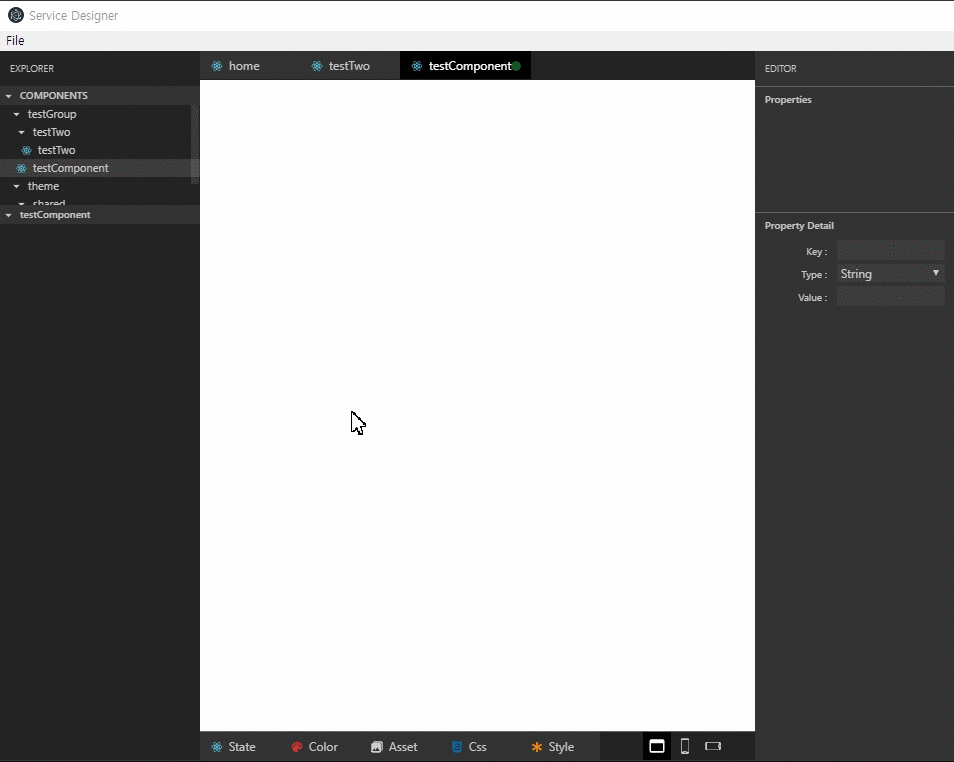 Service Designer
File
EXPLORER
COMPONENTS
testGroup
testTwo
testTwo
testComponent
theme
shared
testComponent
home testTwo testComponent
EDITOR
Properties
Property Detail
Key :
Type : String
Value :
State Color Asset Css Style